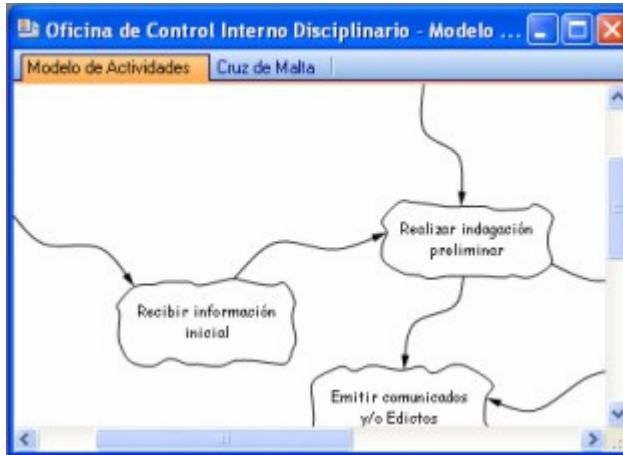 Oficina de Control Interno Disciplinario - Modelo ...
Modelo de Actividades Cruz de Malta
Realizar indagación
preliminar
Recibir información
inicial
Emitir comunicados
y/o Edictos